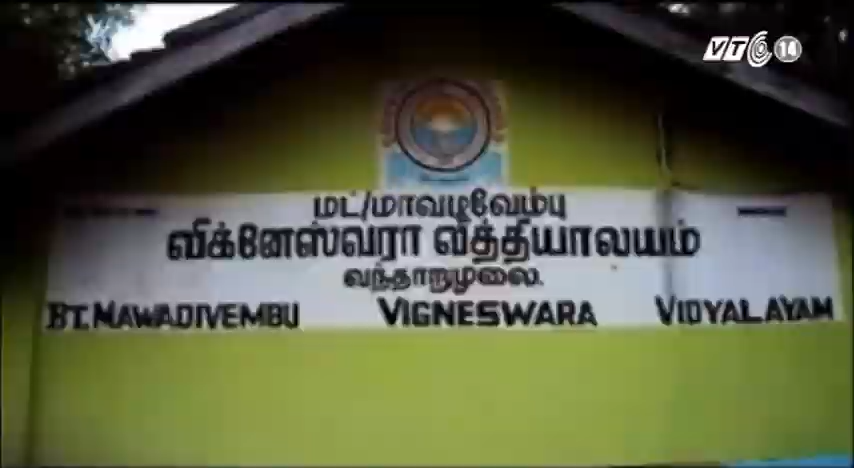 VTC 14
மட்/மாவடிவேம்பு
விக்னேஸ்வரா வித்தியாலயம்
வந்தாறுமூலை.
BT. MAWADIVEMBU VIGNESWARA VIDYALAYAM